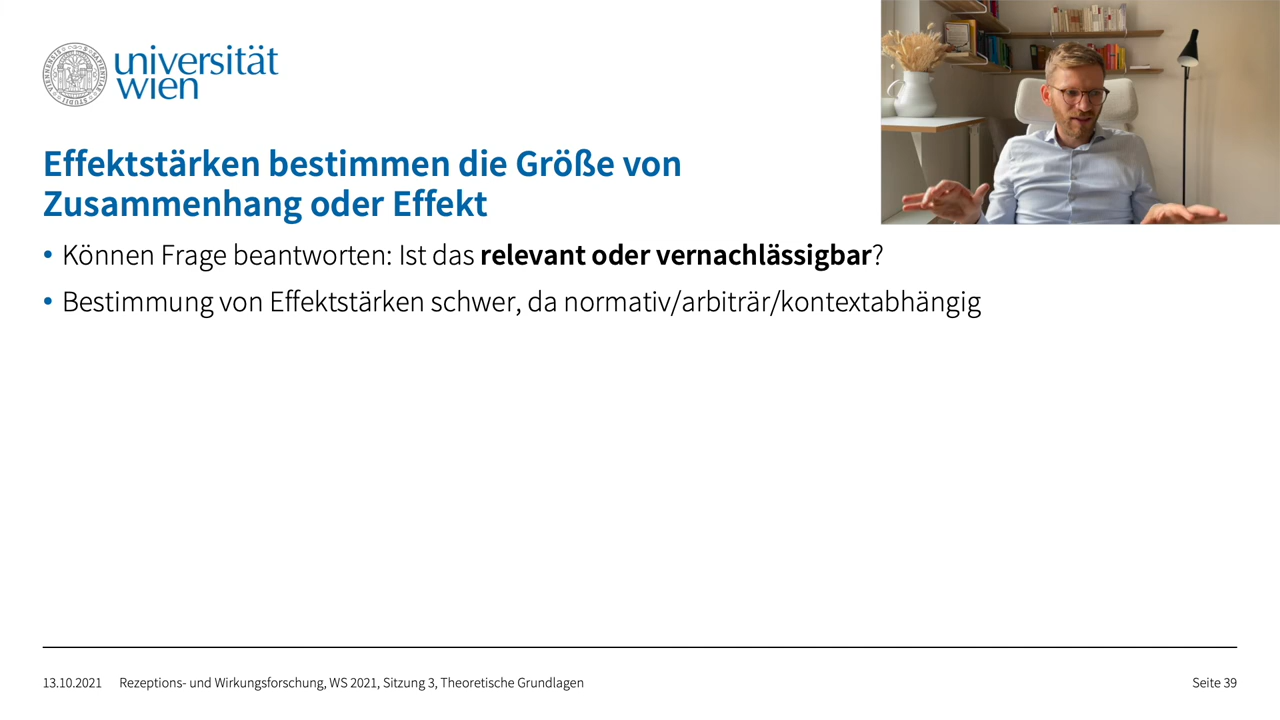 universität
wien
Effektstärken bestimmen die Größe von
Zusammenhang oder Effekt
• Können Frage beantworten: Ist das relevant oder vernachlässigbar?
• Bestimmung von Effektstärken schwer, da normativ/arbiträr/kontextabhängig
13.10.2021 Rezeptions- und Wirkungsforschung, WS 2021, Sitzung 3, Theoretische Grundlagen Seite 39